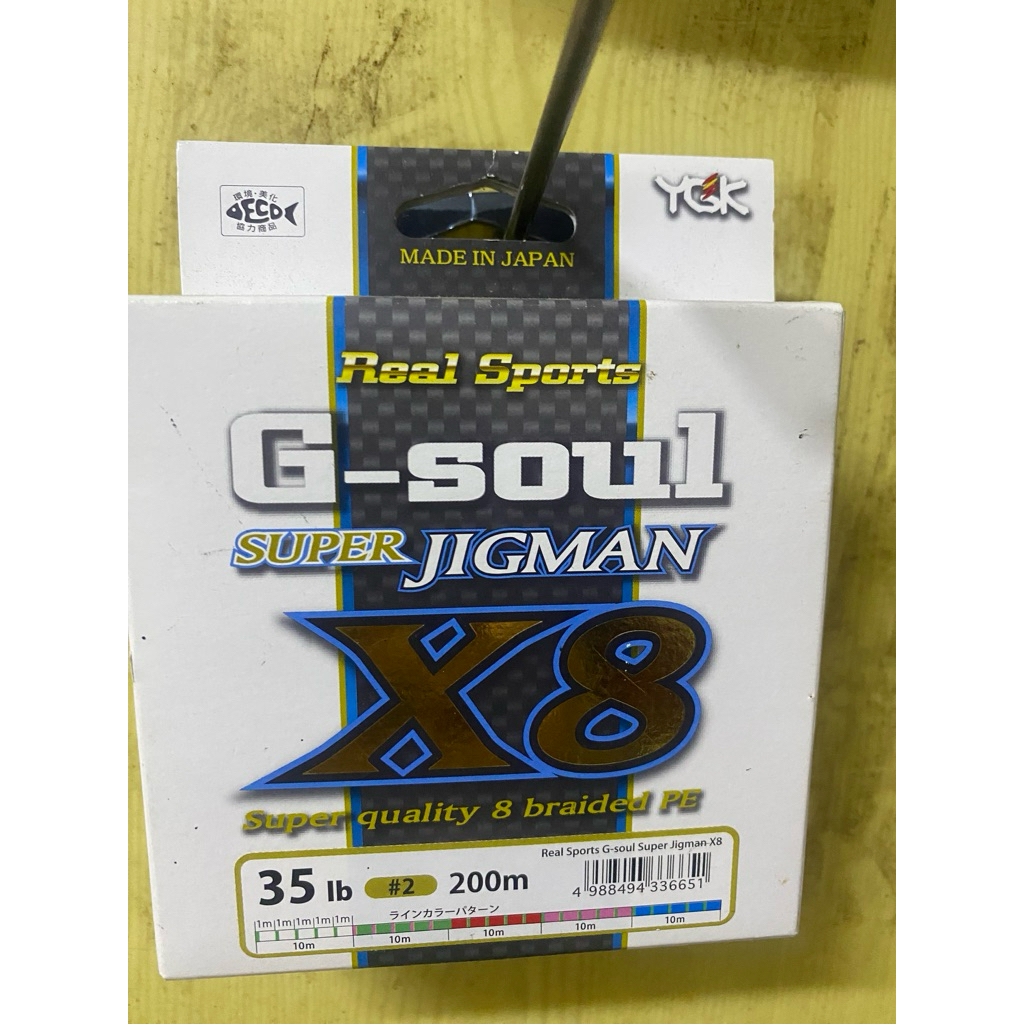 環境・美化
ECO
協力商品
YGK
MADE IN JAPAN
Real Sports
G-soul
SUPER JIGMAN
X8
Super quality 8 braided PE
Real Sports G-soul Super Jigman X8
35 lb #2 200m
4 988494 336651
ラインカラーパターン
1m 1m 1m 1m 1m
10m 10m 10m 10m 10m